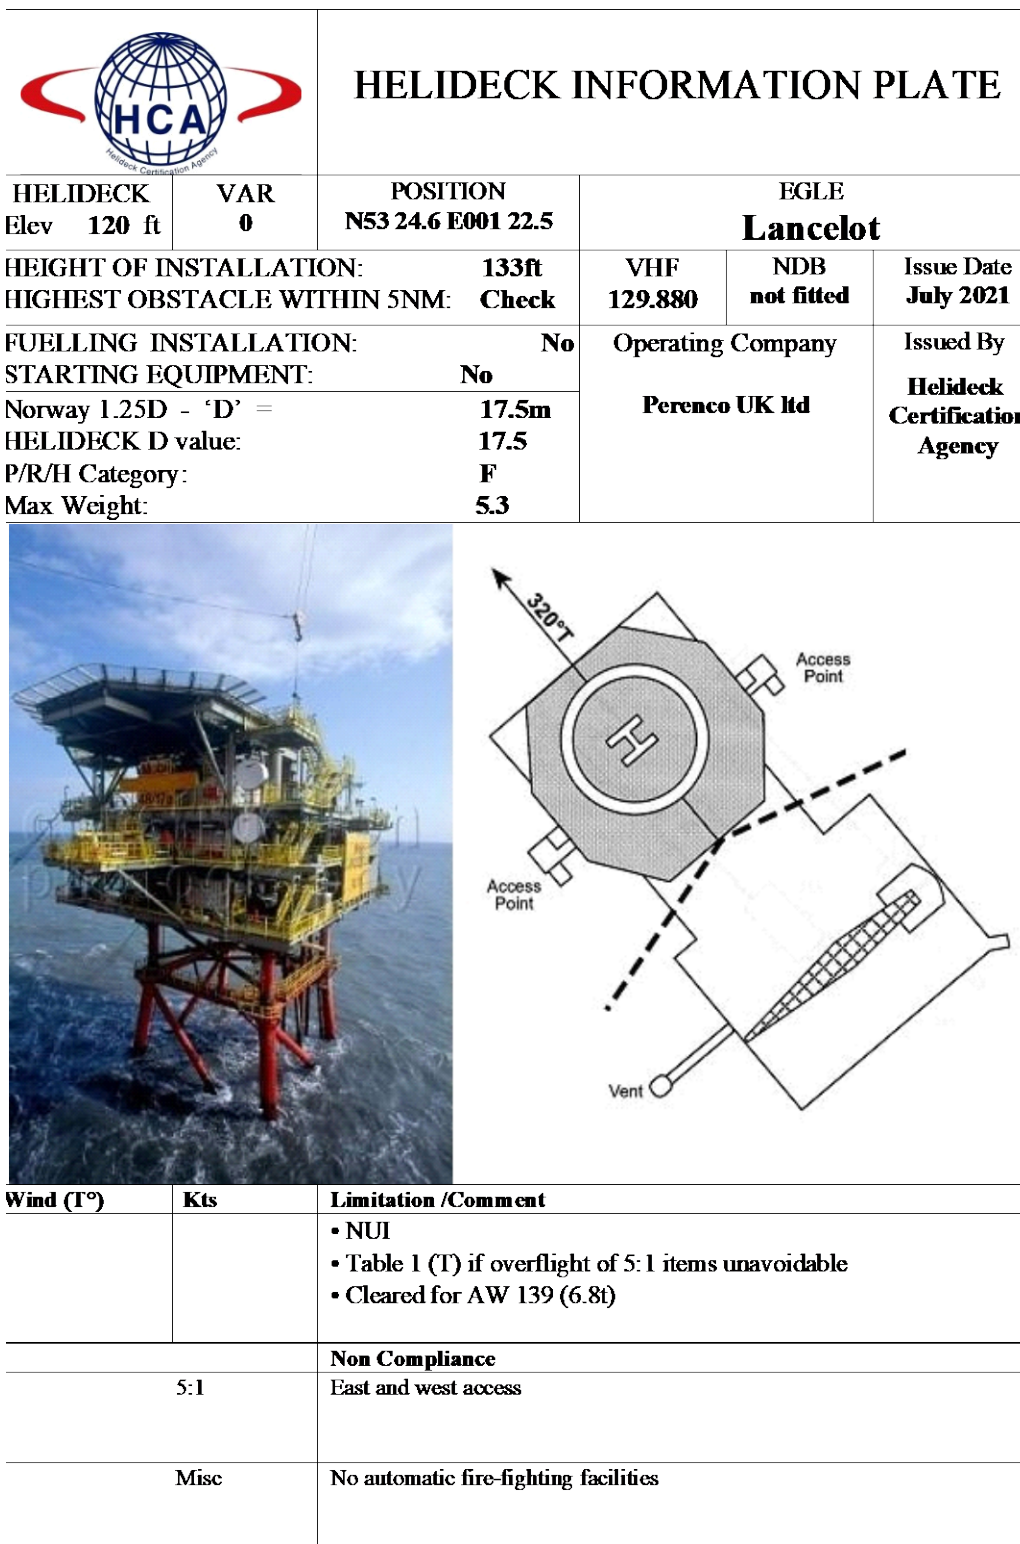 HCA
Helideck Certification Agency
HELIDECK INFORMATION PLATE
HELIDECK
Elev 120 ft
VAR
0
POSITION
N53 24.6 E001 22.5
EGLE
Lancelot
HEIGHT OF INSTALLATION: 133ft
HIGHEST OBSTACLE WITHIN 5NM: Check
VHF
129.880
NDB
not fitted
Issue Date
July 2021
FUELLING INSTALLATION: No
STARTING EQUIPMENT: No
Operating Company
Perenco UK ltd
Issued By
Helideck
Certification
Agency
Norway 1.25D - ‘D’ = 17.5m
HELIDECK D value: 17.5
P/R/H Category: F
Max Weight: 5.3
320°T
Access
Point
H
Access
Point
Vent
Wind (T°) Kts Limitation /Comment
• NUI
• Table 1 (T) if overflight of 5:1 items unavoidable
• Cleared for AW 139 (6.8t)
Non Compliance
5:1 East and west access
Misc No automatic fire-fighting facilities